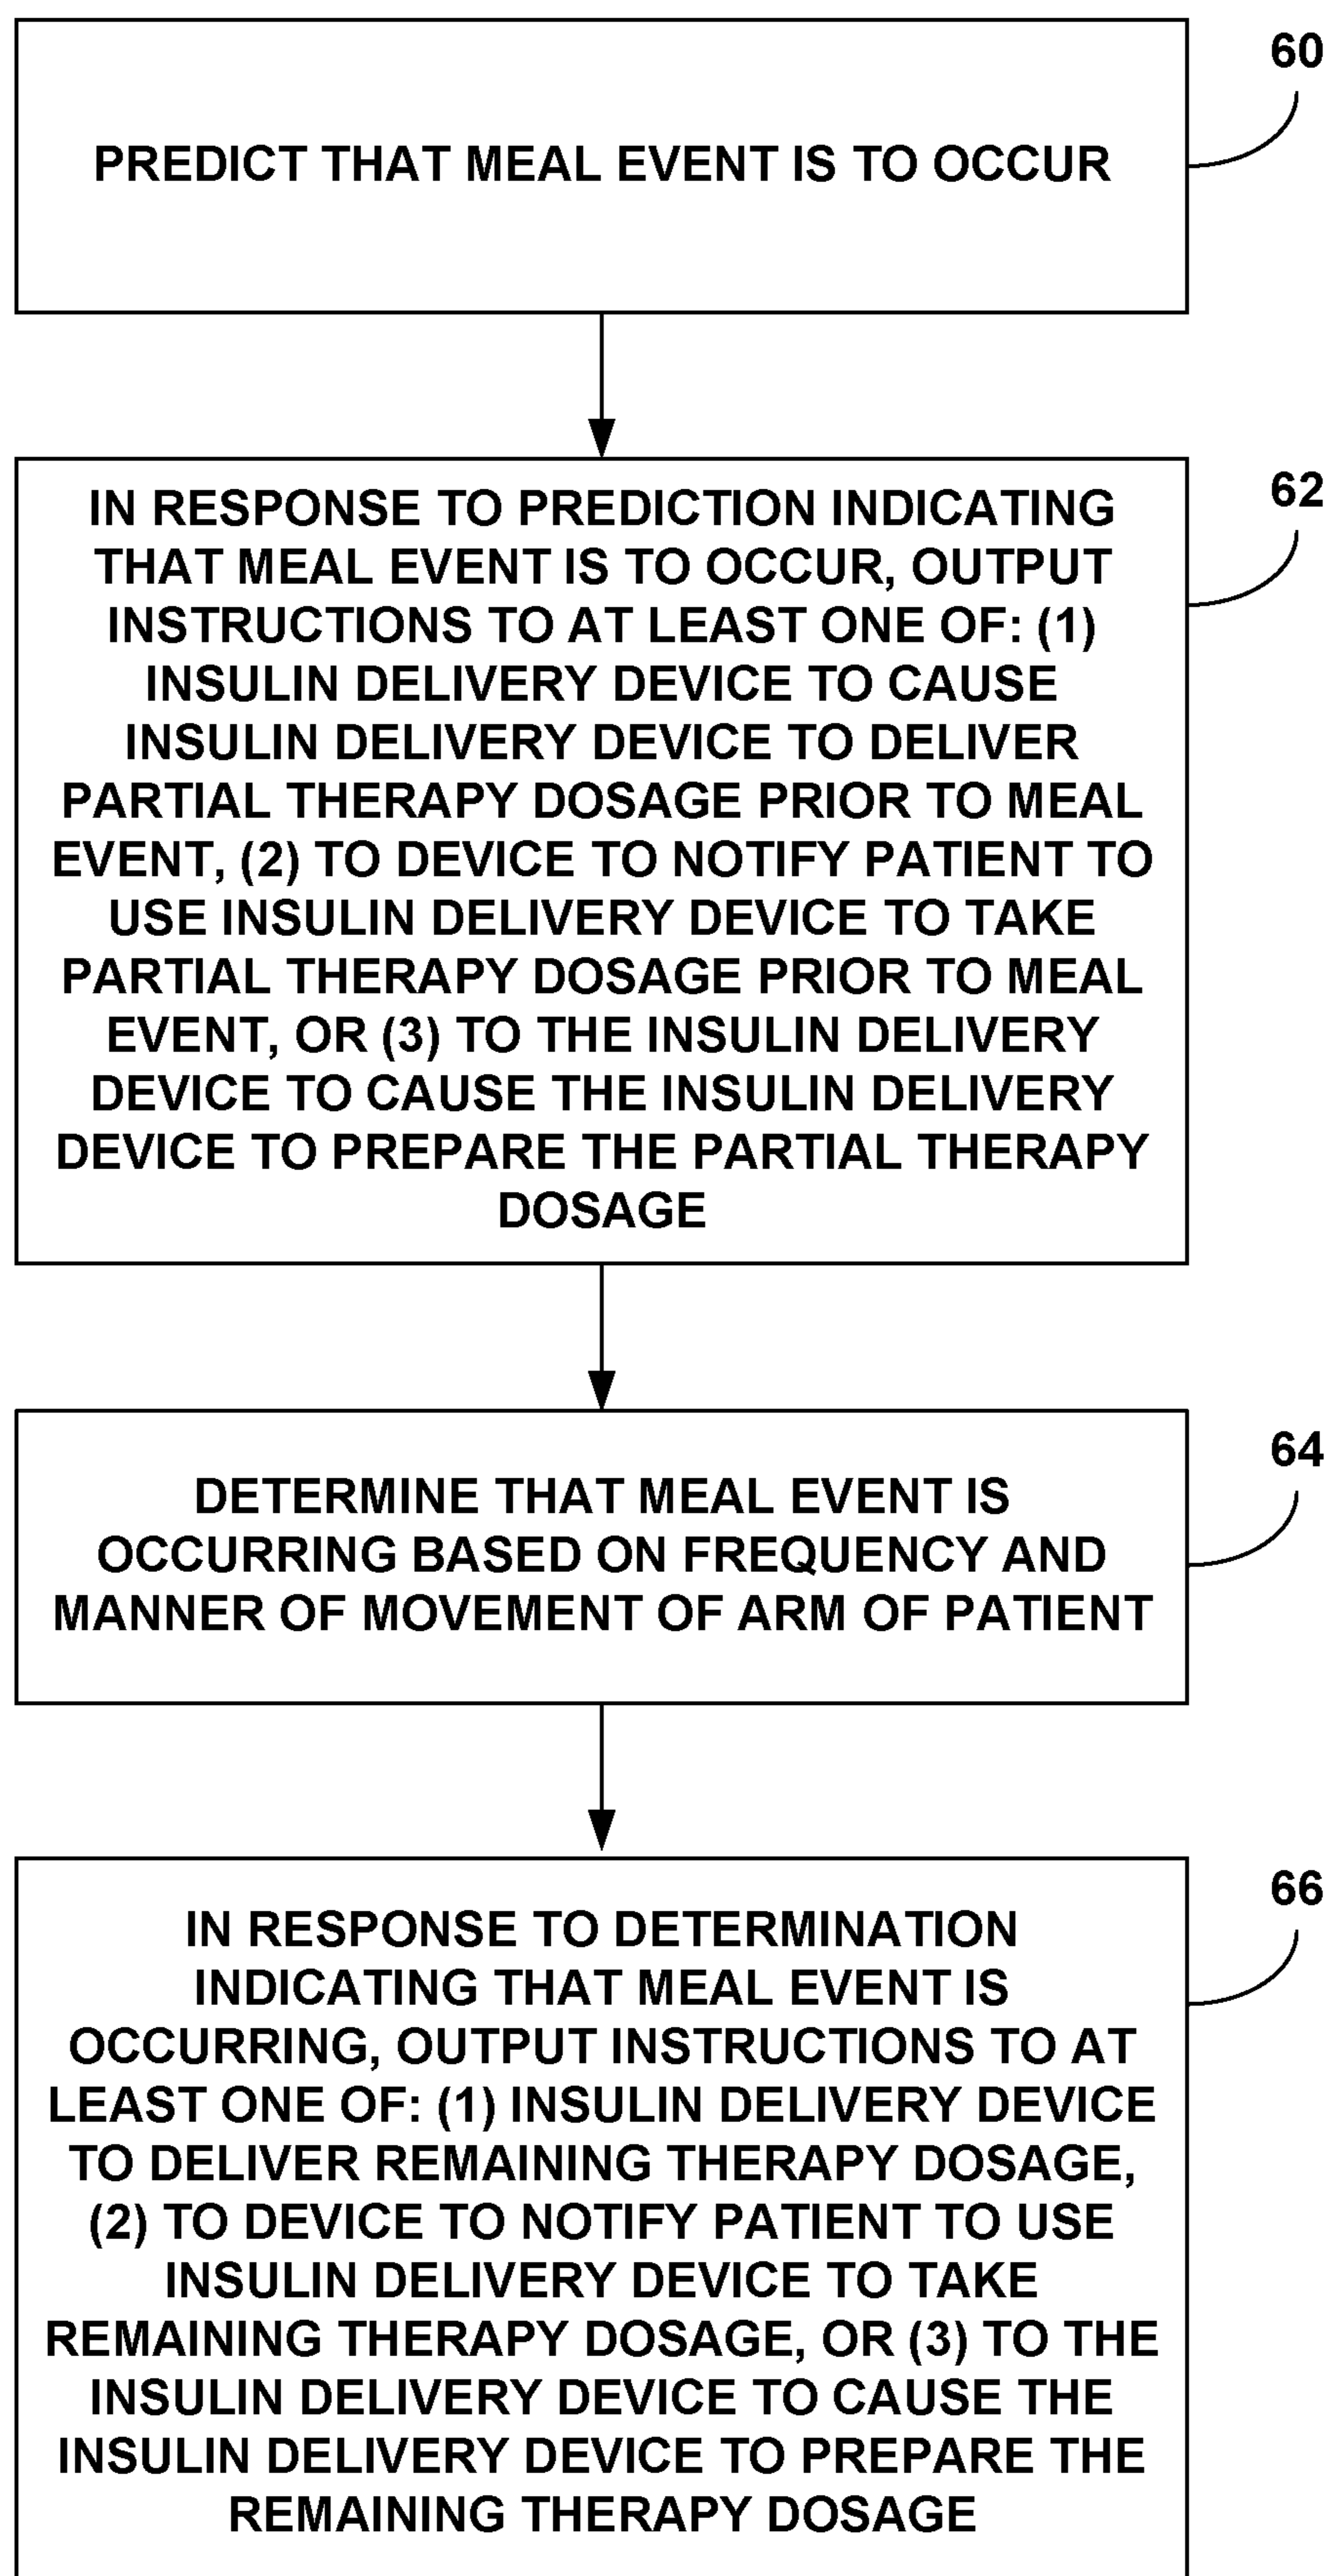 60
PREDICT THAT MEAL EVENT IS TO OCCUR
62
IN RESPONSE TO PREDICTION INDICATING
THAT MEAL EVENT IS TO OCCUR, OUTPUT
INSTRUCTIONS TO AT LEAST ONE OF: (1)
INSULIN DELIVERY DEVICE TO CAUSE
INSULIN DELIVERY DEVICE TO DELIVER
PARTIAL THERAPY DOSAGE PRIOR TO MEAL
EVENT, (2) TO DEVICE TO NOTIFY PATIENT TO
USE INSULIN DELIVERY DEVICE TO TAKE
PARTIAL THERAPY DOSAGE PRIOR TO MEAL
EVENT, OR (3) TO THE INSULIN DELIVERY
DEVICE TO CAUSE THE INSULIN DELIVERY
DEVICE TO PREPARE THE PARTIAL THERAPY
DOSAGE
64
DETERMINE THAT MEAL EVENT IS
OCCURRING BASED ON FREQUENCY AND
MANNER OF MOVEMENT OF ARM OF PATIENT
66
IN RESPONSE TO DETERMINATION
INDICATING THAT MEAL EVENT IS
OCCURRING, OUTPUT INSTRUCTIONS TO AT
LEAST ONE OF: (1) INSULIN DELIVERY DEVICE
TO DELIVER REMAINING THERAPY DOSAGE,
(2) TO DEVICE TO NOTIFY PATIENT TO USE
INSULIN DELIVERY DEVICE TO TAKE
REMAINING THERAPY DOSAGE, OR (3) TO THE
INSULIN DELIVERY DEVICE TO CAUSE THE
INSULIN DELIVERY DEVICE TO PREPARE THE
REMAINING THERAPY DOSAGE